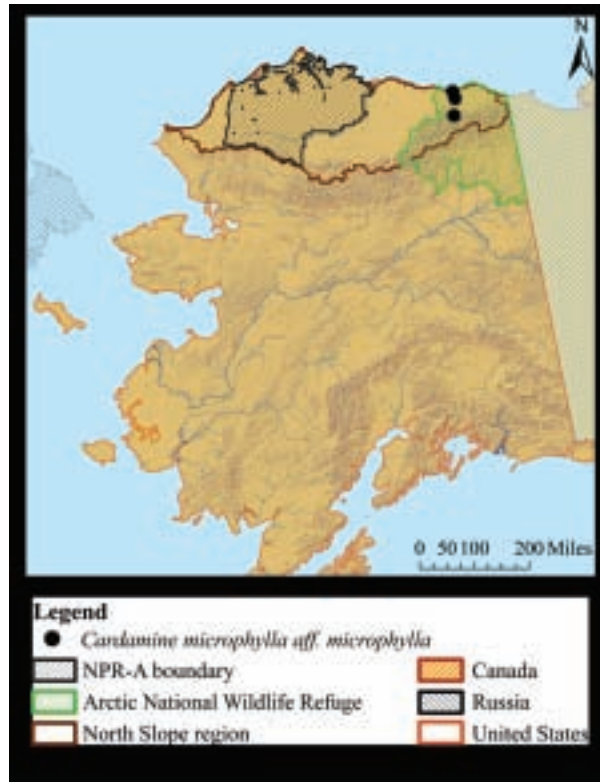 N
0 50 100 200 Miles
Legend
Cardamine microphylla aff. microphylla
NPR-A boundary
Canada
Arctic National Wildlife Refuge
Russia
North Slope region
United States